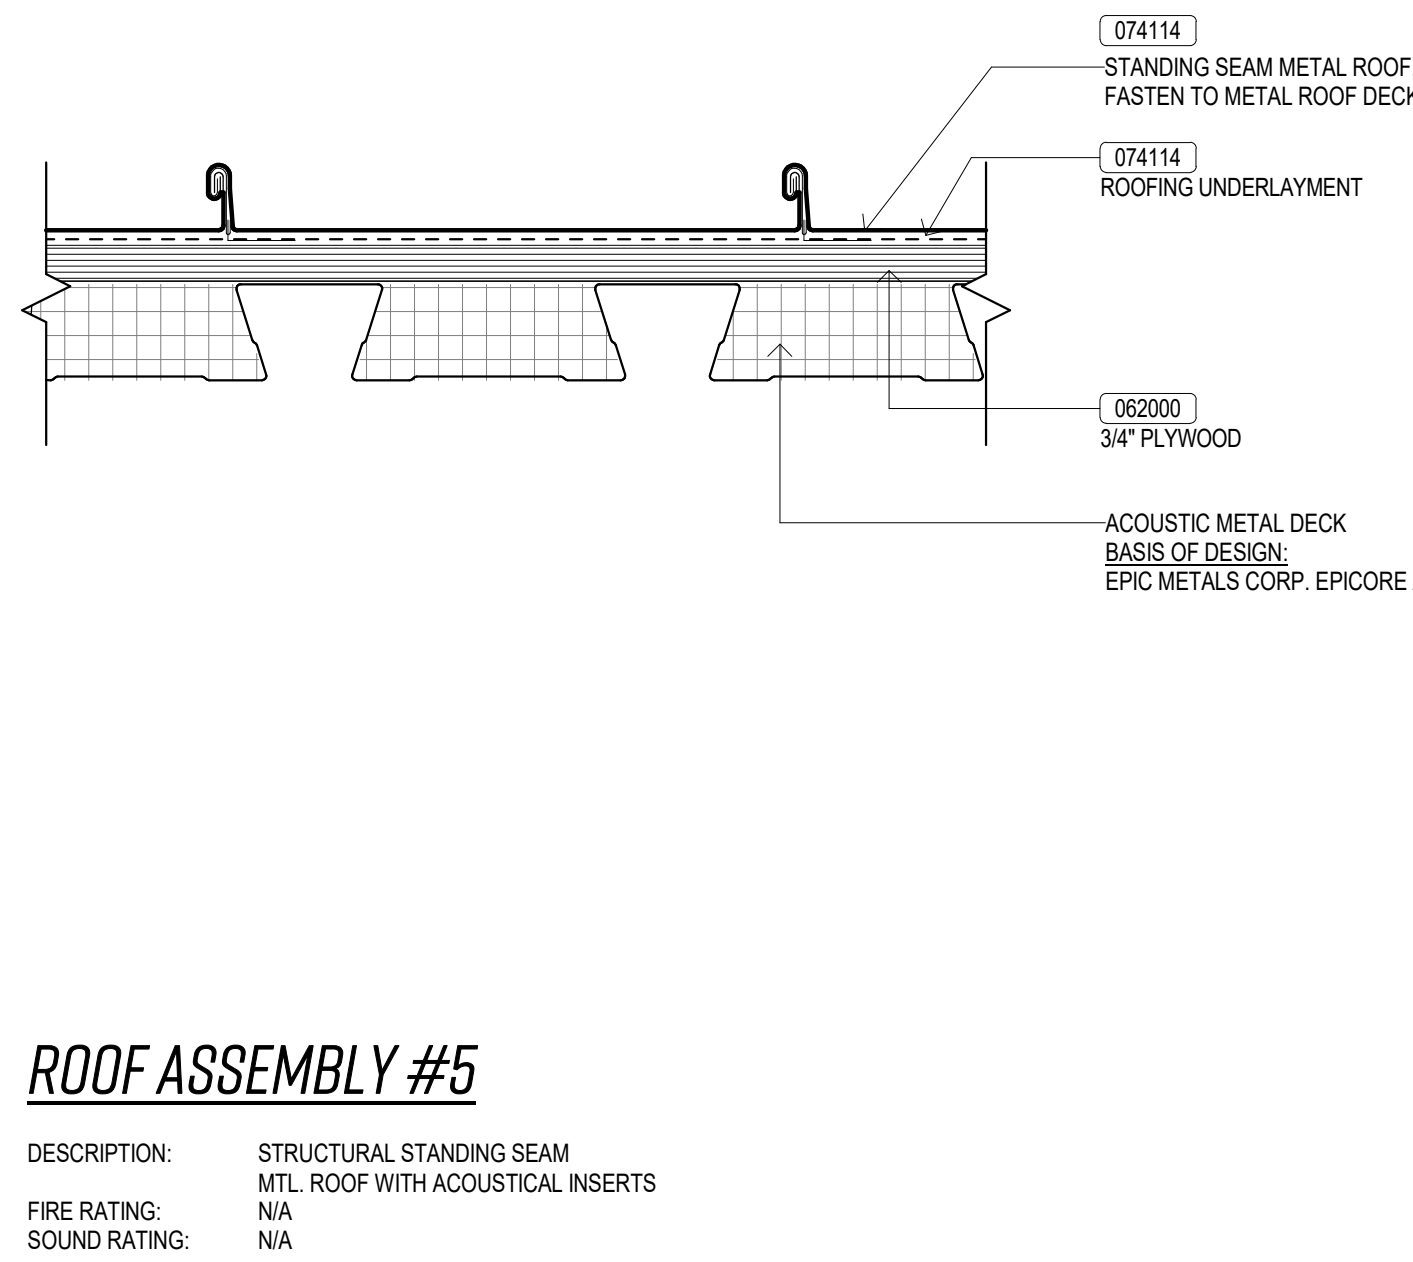 074114
STANDING SEAM METAL ROOF
FASTEN TO METAL ROOF DECK
074114
ROOFING UNDERLAYMENT
062000
3/4" PLYWOOD
ACOUSTIC METAL DECK
BASIS OF DESIGN:
EPIC METALS CORP. EPICORE
ROOF ASSEMBLY #5
DESCRIPTION: STRUCTURAL STANDING SEAM
MTL. ROOF WITH ACOUSTICAL INSERTS
FIRE RATING: N/A
SOUND RATING: N/A